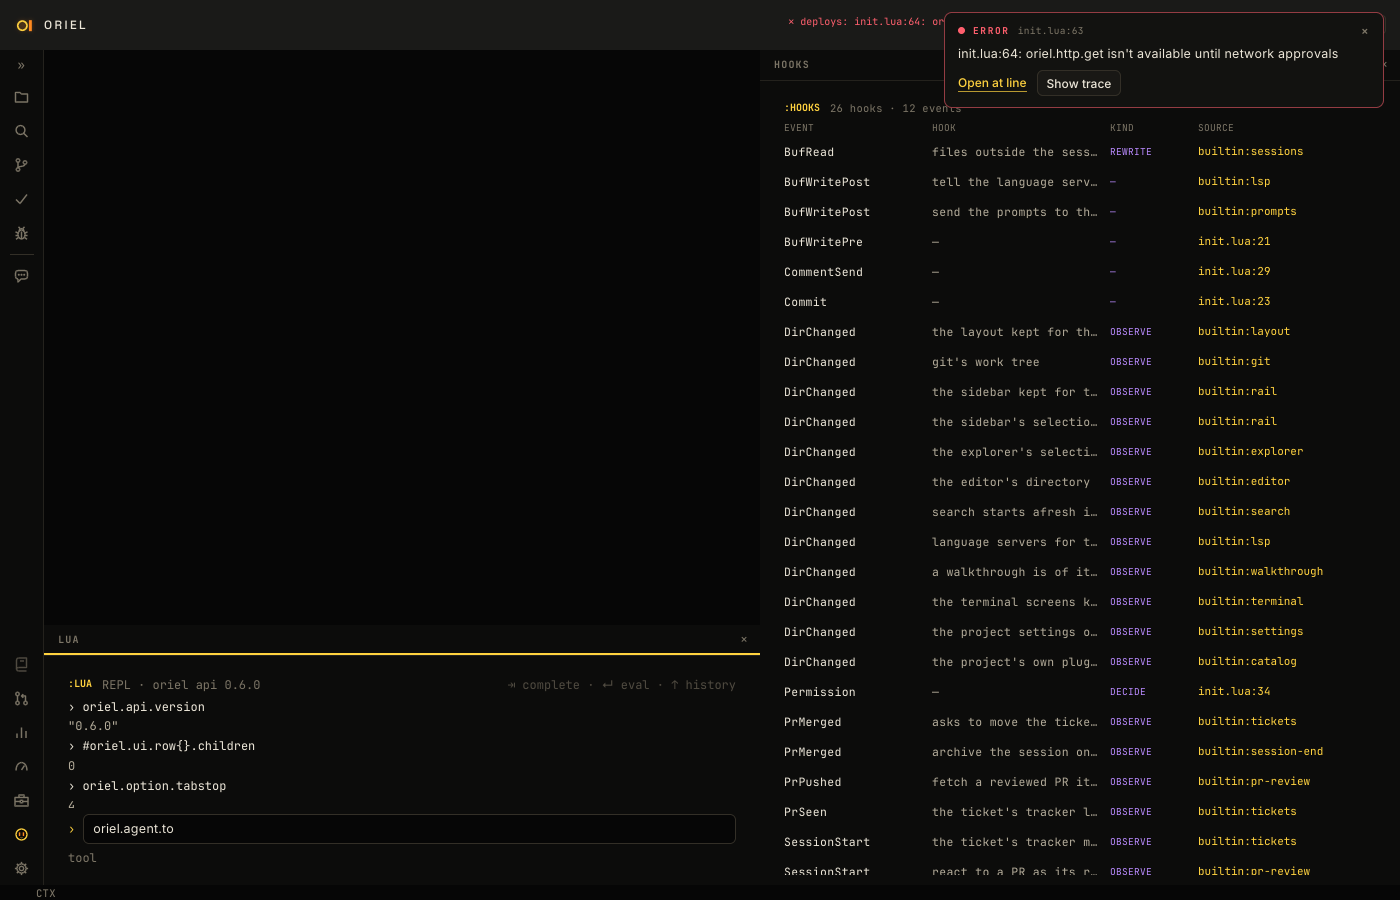 ORIEL
× deploys: init.lua:64: or
ERROR init.lua:63 ×
init.lua:64: oriel.http.get isn't available until network approvals
Open at line Show trace
HOOKS
:HOOKS 26 hooks · 12 events
EVENT HOOK KIND SOURCE
BufRead files outside the sess… REWRITE builtin:sessions
BufWritePost tell the language serv… — builtin:lsp
BufWritePost send the prompts to th… — builtin:prompts
BufWritePre — — init.lua:21
CommentSend — — init.lua:29
Commit — — init.lua:23
DirChanged the layout kept for th… OBSERVE builtin:layout
DirChanged git's work tree OBSERVE builtin:git
DirChanged the sidebar kept for t… OBSERVE builtin:rail
DirChanged the sidebar's selectio… OBSERVE builtin:rail
DirChanged the explorer's selecti… OBSERVE builtin:explorer
DirChanged the editor's directory OBSERVE builtin:editor
DirChanged search starts afresh i… OBSERVE builtin:search
DirChanged language servers for t… OBSERVE builtin:lsp
DirChanged a walkthrough is of it… OBSERVE builtin:walkthrough
DirChanged the terminal screens k… OBSERVE builtin:terminal
DirChanged the project settings o… OBSERVE builtin:settings
DirChanged the project's own plug… OBSERVE builtin:catalog
Permission — DECIDE init.lua:34
PrMerged asks to move the ticke… OBSERVE builtin:tickets
PrMerged archive the session on… OBSERVE builtin:session-end
PrPushed fetch a reviewed PR it… OBSERVE builtin:pr-review
PrSeen the ticket's tracker l… OBSERVE builtin:tickets
SessionStart the ticket's tracker m… OBSERVE builtin:tickets
SessionStart react to a PR as its r… OBSERVE builtin:pr-review
LUA ×
:LUA REPL · oriel api 0.6.0 ⇥ complete · ↵ eval · ↑ history
› oriel.api.version
"0.6.0"
› #oriel.ui.row{}.children
0
› oriel.option.tabstop
4
› oriel.agent.to
tool
CTX